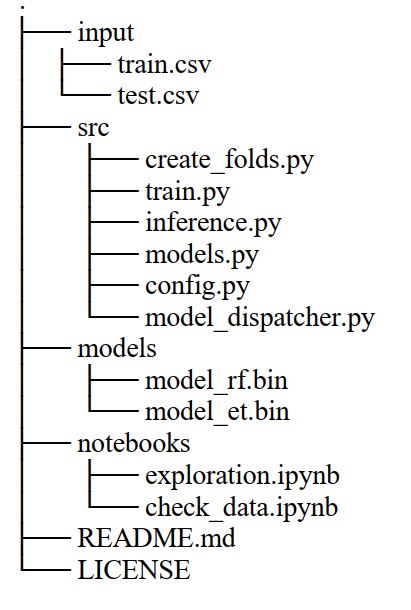 .
input
train.csv
test.csv
src
create_folds.py
train.py
inference.py
models.py
config.py
model_dispatcher.py
models
model_rf.bin
model_et.bin
notebooks
exploration.ipynb
check_data.ipynb
README.md
LICENSE